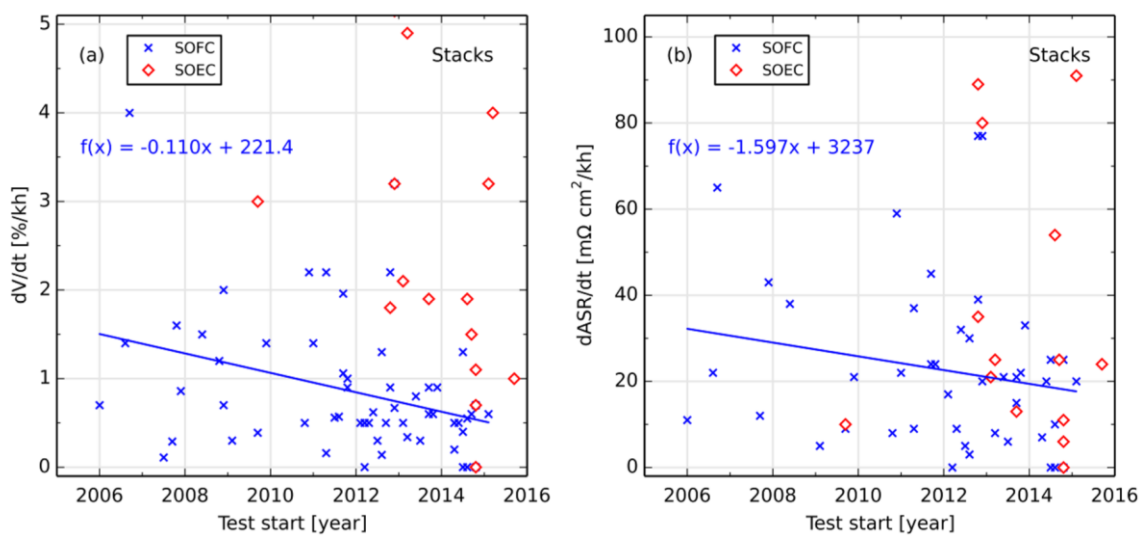 (a)
SOFC
SOEC
Stacks
f(x) = -0.110x + 221.4
dV/dt [%/kh]
5
4
3
2
1
0
2006 2008 2010 2012 2014 2016
Test start [year]
(b)
SOFC
SOEC
Stacks
f(x) = -1.597x + 3237
dASR/dt [mΩ cm²/kh]
100
80
60
40
20
0
2006 2008 2010 2012 2014 2016
Test start [year]